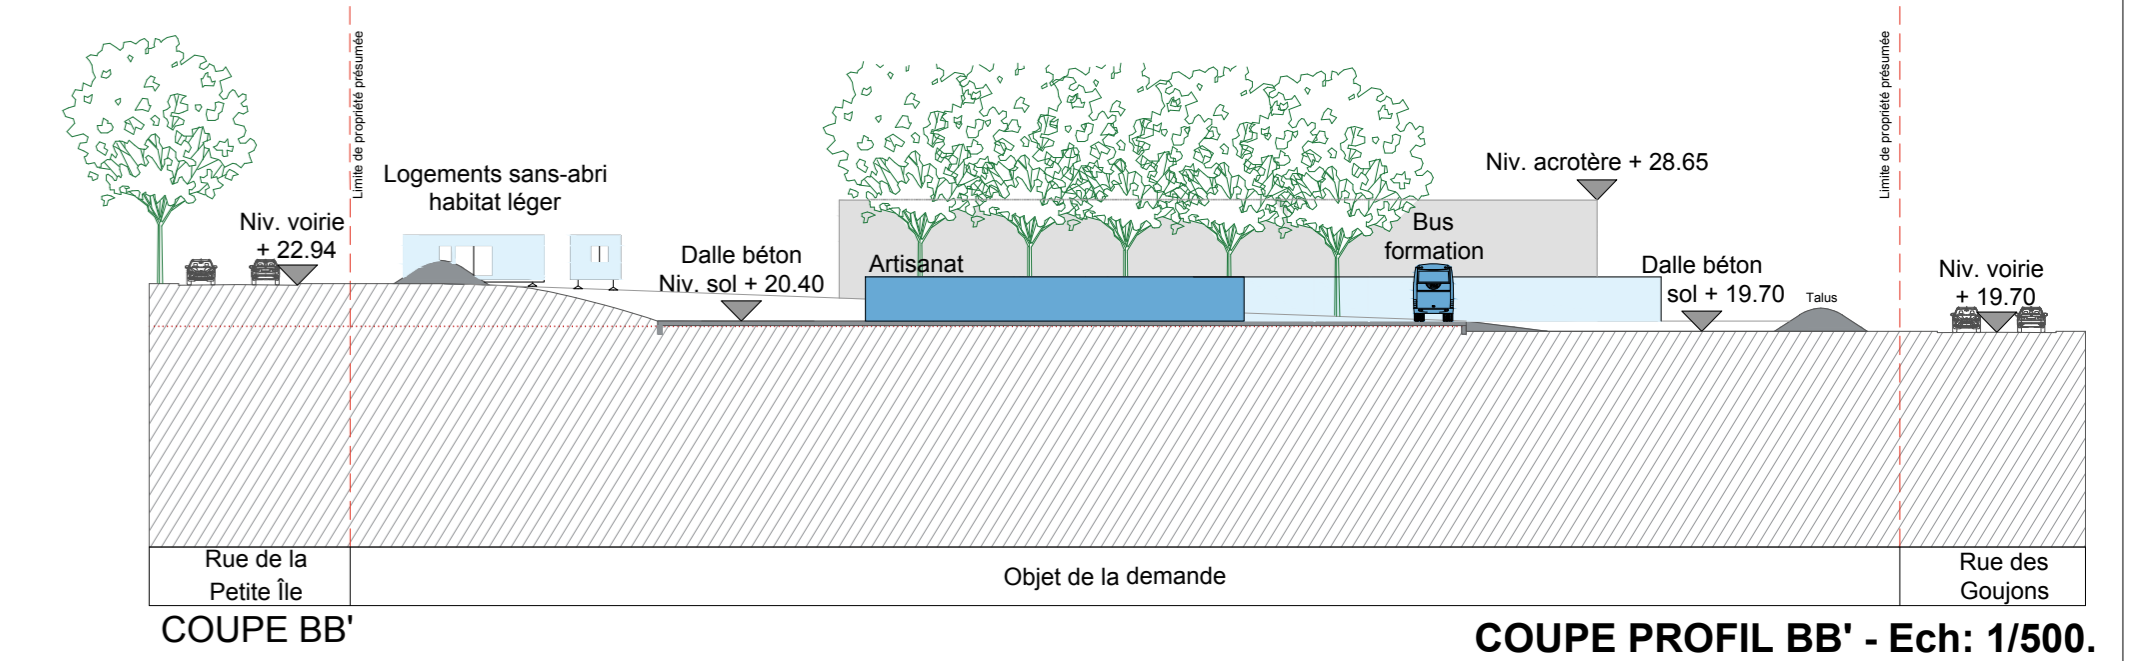 Limite de propriété présumée
Limite de propriété présumée
Niv. acrotère + 28.65
Logements sans-abri
habitat léger
Niv. voirie
+ 22.94
Bus
formation
Dalle béton
Niv. sol + 20.40
Artisanat
Dalle béton
sol + 19.70
Talus
Niv. voirie
+ 19.70
Rue de la
Petite Île
Objet de la demande
Rue des
Goujons
COUPE BB'
COUPE PROFIL BB' - Ech: 1/500.